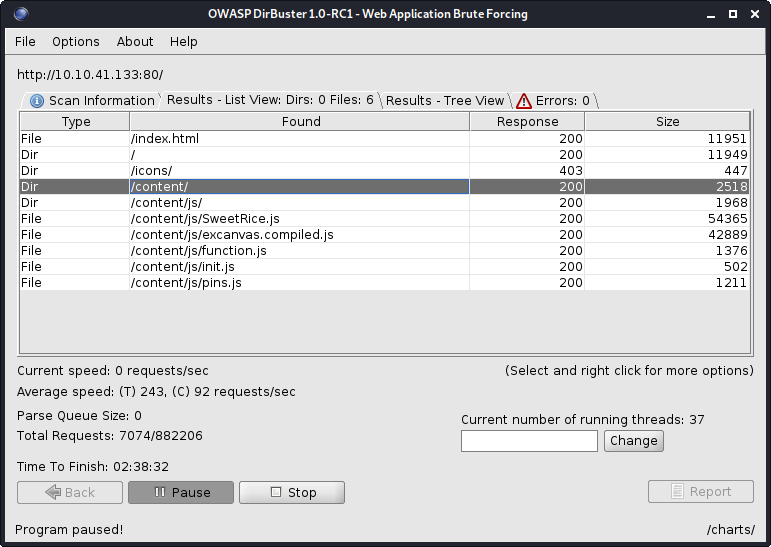 OWASP DirBuster 1.0-RC1 - Web Application Brute Forcing
File Options About Help
http://10.10.41.133:80/
Scan Information Results - List View: Dirs: 0 Files: 6 Results - Tree View Errors: 0
Type Found Response Size
File /index.html 200 11951
Dir / 200 11949
Dir /icons/ 403 447
Dir /content/ 200 2518
Dir /content/js/ 200 1968
File /content/js/SweetRice.js 200 54365
File /content/js/excanvas.compiled.js 200 42889
File /content/js/function.js 200 1376
File /content/js/init.js 200 502
File /content/js/pins.js 200 1211
Current speed: 0 requests/sec (Select and right click for more options)
Average speed: (T) 243, (C) 92 requests/sec
Parse Queue Size: 0 Current number of running threads: 37
Total Requests: 7074/882206 Change
Time To Finish: 02:38:32
Back Pause Stop Report
Program paused! /charts/